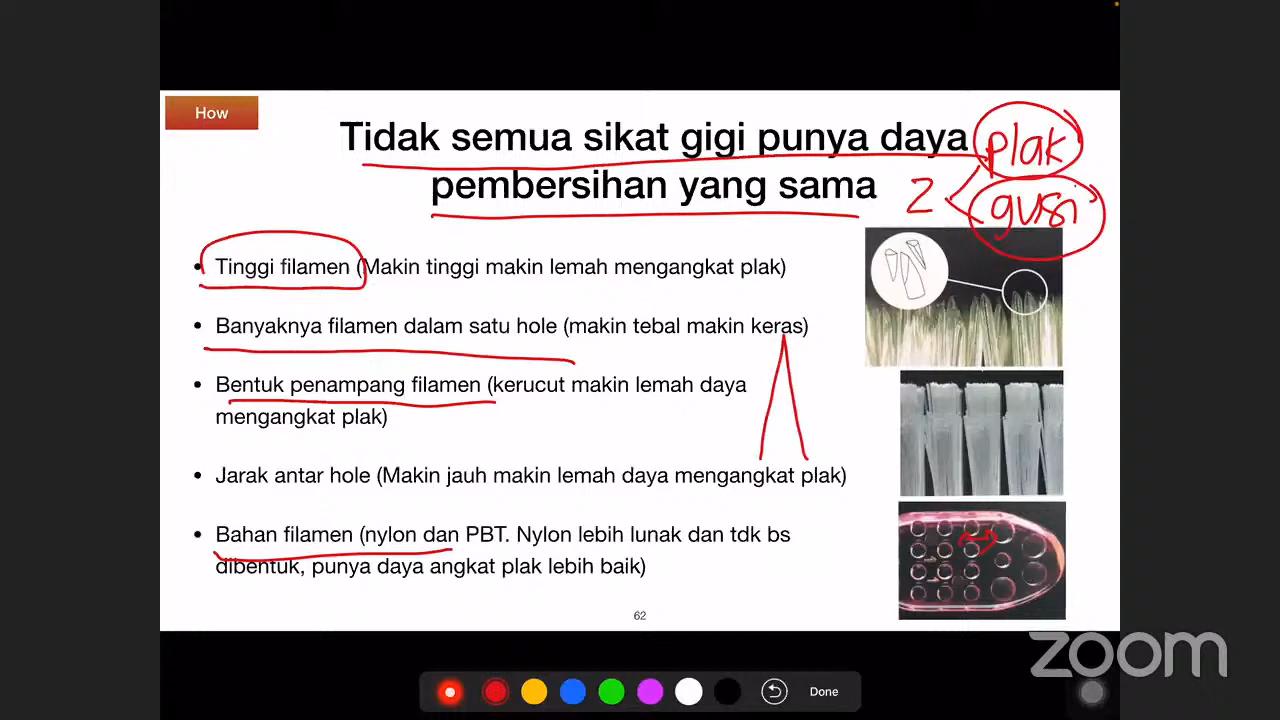 How
Tidak semua sikat gigi punya daya
pembersihan yang sama
plak
2
gusi
• Tinggi filamen (Makin tinggi makin lemah mengangkat plak)
• Banyaknya filamen dalam satu hole (makin tebal makin keras)
• Bentuk penampang filamen (kerucut makin lemah daya
mengangkat plak)
• Jarak antar hole (Makin jauh makin lemah daya mengangkat plak)
• Bahan filamen (nylon dan PBT. Nylon lebih lunak dan tdk bs
dibentuk, punya daya angkat plak lebih baik)
62
zoom
Done